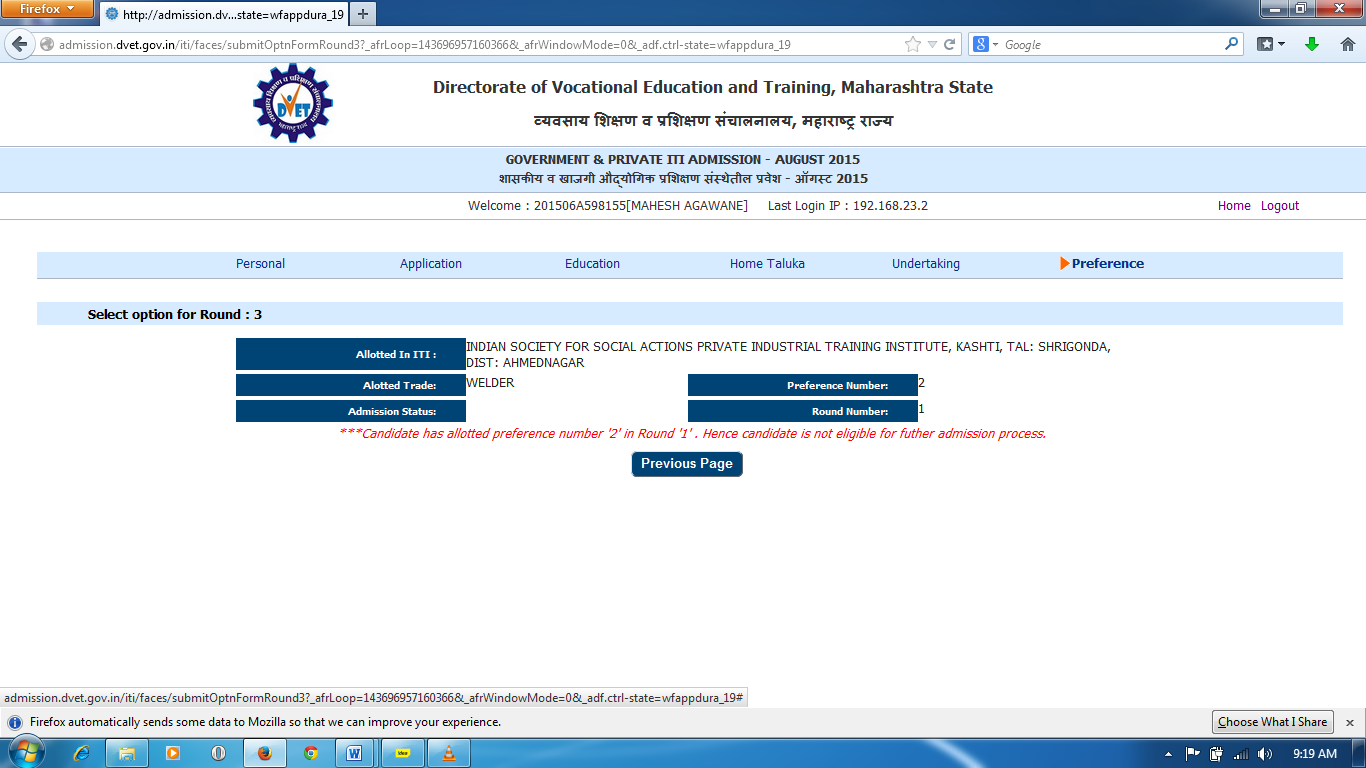 Firefox
http://admission.dv...state=wfappdura_19
admission.dvet.gov.in/iti/faces/submitOptnFormRound3?_afrLoop=143696957160366&_afrWindowMode=0&_adf.ctrl-state=wfappdura_19
Google
DVET
Directorate of Vocational Education and Training, Maharashtra State
व्यवसाय शिक्षण व प्रशिक्षण संचालनालय, महाराष्ट्र राज्य
GOVERNMENT & PRIVATE ITI ADMISSION - AUGUST 2015
शासकीय व खाजगी औद्योगिक प्रशिक्षण संस्थेतील प्रवेश - ऑगस्ट 2015
Welcome : 201506A598155[MAHESH AGAWANE] Last Login IP : 192.168.23.2 Home Logout
Personal Application Education Home Taluka Undertaking Preference
Select option for Round : 3
Allotted In ITI : INDIAN SOCIETY FOR SOCIAL ACTIONS PRIVATE INDUSTRIAL TRAINING INSTITUTE, KASHTI, TAL: SHRIGONDA,
DIST: AHMEDNAGAR
Alotted Trade: WELDER Preference Number: 2
Admission Status: Round Number: 1
***Candidate has allotted preference number '2' in Round '1' . Hence candidate is not eligible for futher admission process.
Previous Page
admission.dvet.gov.in/iti/faces/submitOptnFormRound3?_afrLoop=143696957160366&_afrWindowMode=0&_adf.ctrl-state=wfappdura_19#
Firefox automatically sends some data to Mozilla so that we can improve your experience. Choose What I Share
9:19 AM